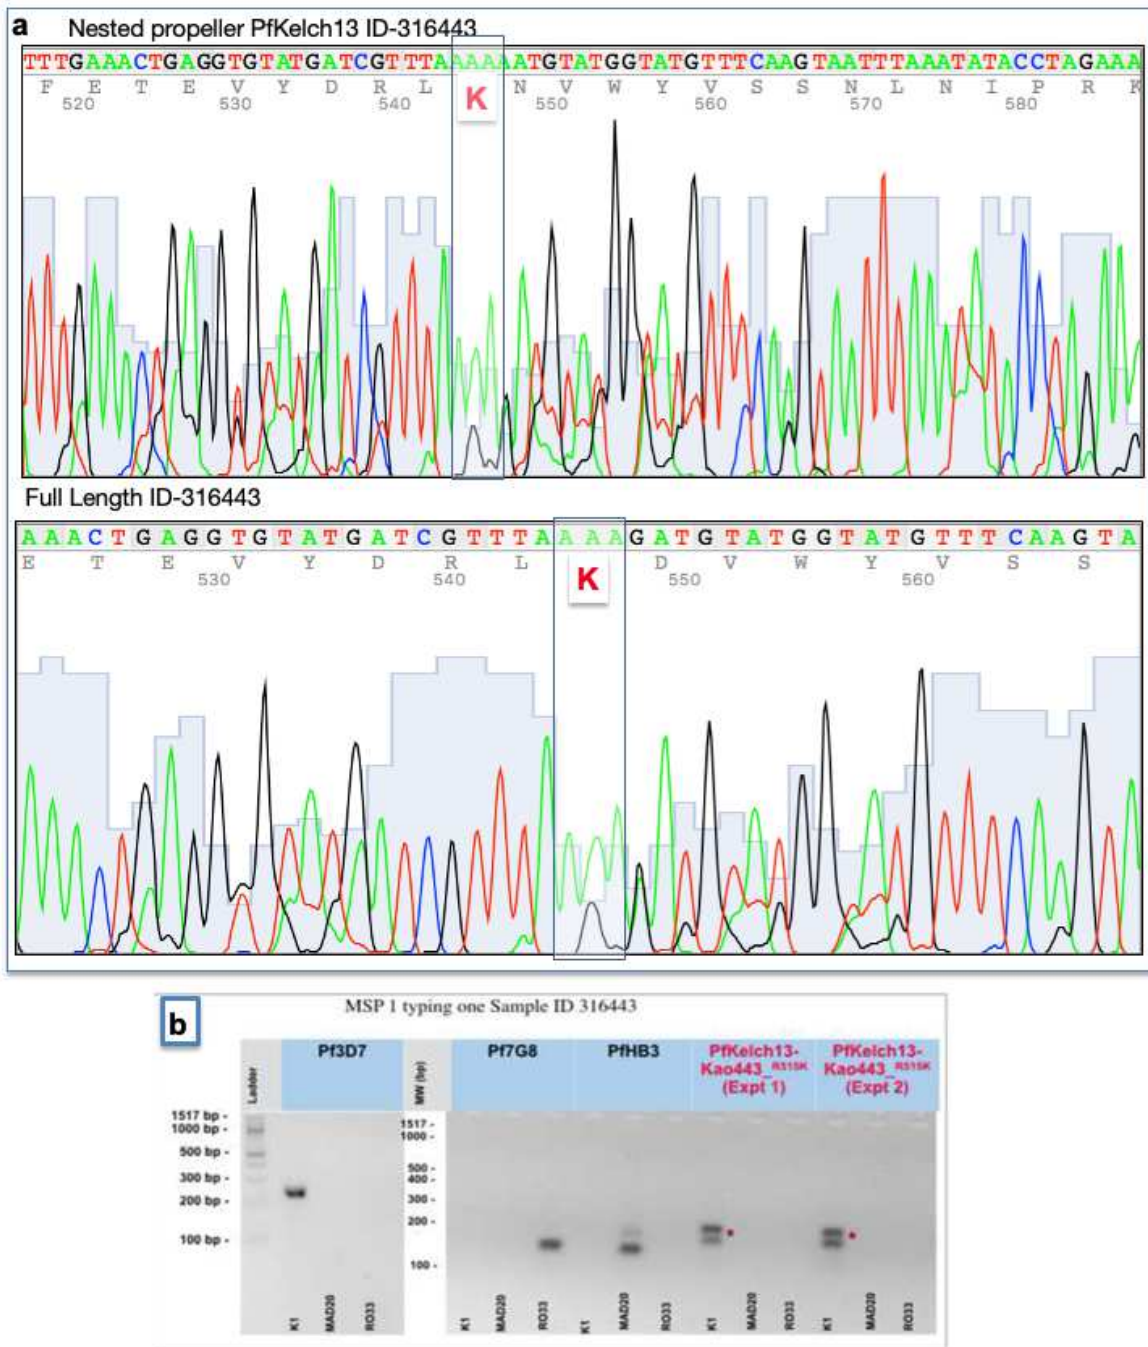 a
Nested propeller PfKelch13 ID-316443
TTTGAAACTGAGGTGTATGATCGTTTAAAAAATGTATGGTATGTTTCAAGTAATTTAAATATACCTAGAAA
F E T E V Y D R L N V W Y V S S N L N I P R K
520 530 540 550 560 570 580
K
Full Length ID-316443
AAACTGAGGTGTATGATCGTTTAAAAGATGTATGGTATGTTTCAAGTA
E T E V Y D R L D V W Y V S S
530 540 550 560
K
b
MSP 1 typing one Sample ID 316443
Ladder
Pf3D7
MW (bp)
Pf7G8
PfHB3
PfKelch13-
Kao443_R515K
(Expt 1)
PfKelch13-
Kao443_R515K
(Expt 2)
1517 bp -
1000 bp -
500 bp -
300 bp -
200 bp -
100 bp -
1517 -
1000 -
500 -
400 -
300 -
200 -
100 -
K1 MAD20 RO33 K1 MAD20 RO33 K1 MAD20 RO33 K1 MAD20 RO33 K1 MAD20 RO33